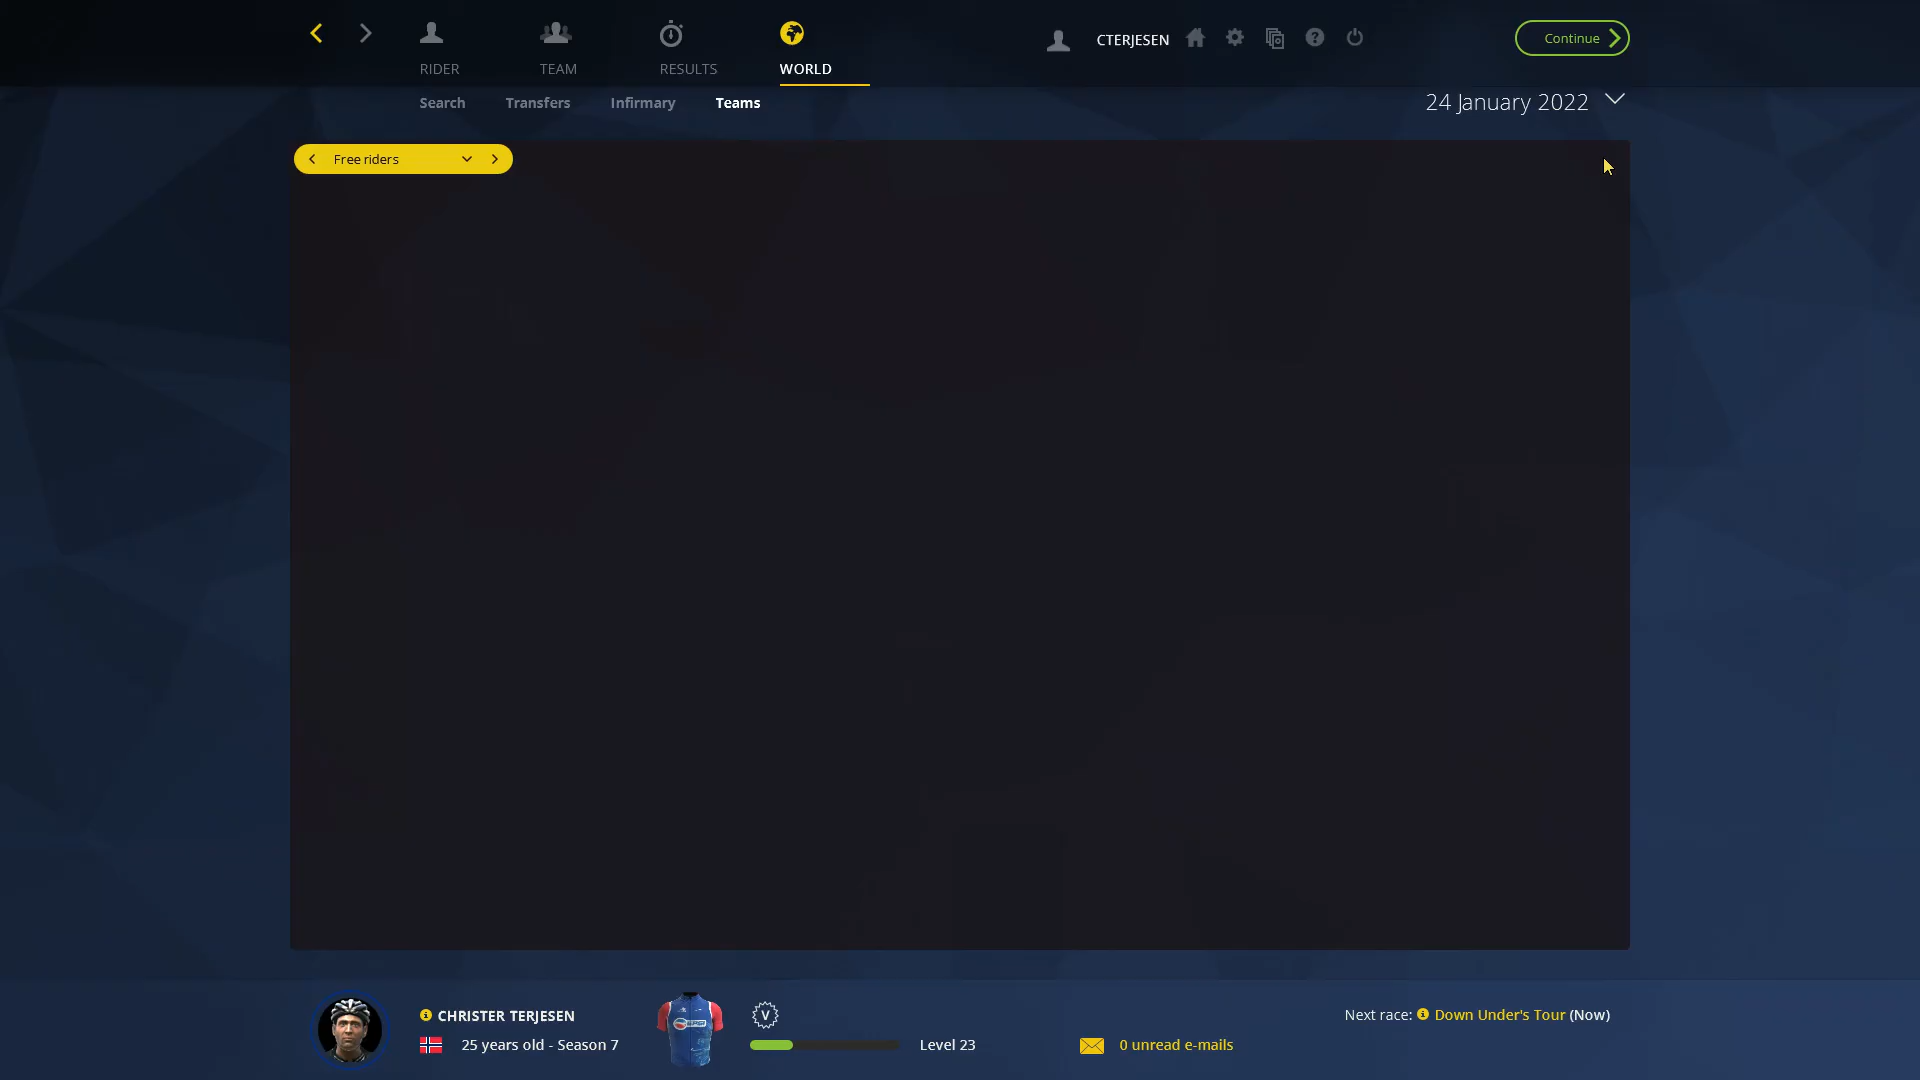 RIDER
TEAM
RESULTS
WORLD
CTERJESEN
Continue
Search
Transfers
Infirmary
Teams
24 January 2022
Free riders
CHRISTER TERJESEN
25 years old - Season 7
V
Level 23
0 unread e-mails
Next race: Down Under's Tour (Now)